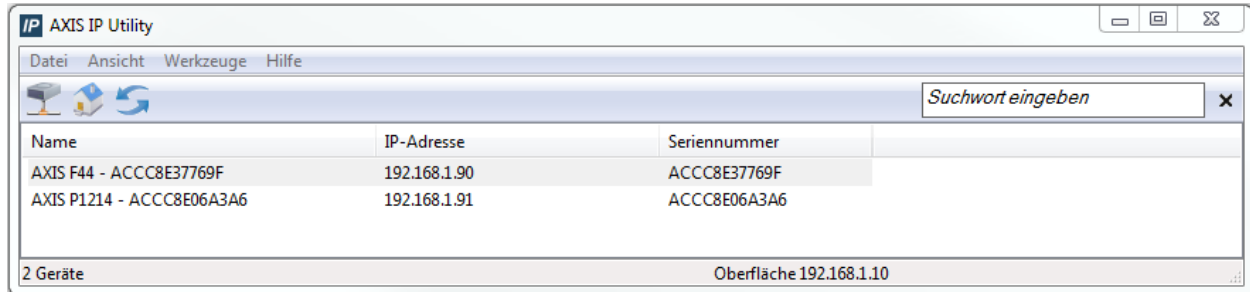 IP AXIS IP Utility
Datei Ansicht Werkzeuge Hilfe
Suchwort eingeben
Name IP-Adresse Seriennummer
AXIS F44 - ACCC8E37769F 192.168.1.90 ACCC8E37769F
AXIS P1214 - ACCC8E06A3A6 192.168.1.91 ACCC8E06A3A6
2 Geräte Oberfläche 192.168.1.10